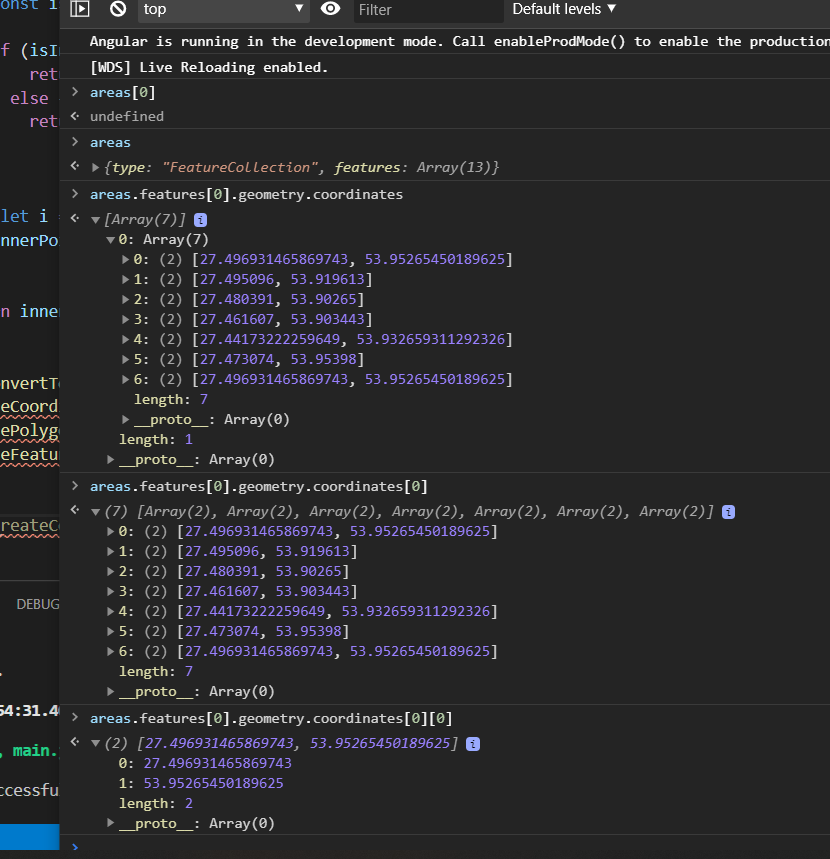 onst i
top
Filter
Default levels ▼
Angular is running in the development mode. Call enableProdMode() to enable the production
[WDS] Live Reloading enabled.
f (isI
ret
else
ret
> areas[0]
undefined
> areas
{type: "FeatureCollection", features: Array(13)}
> areas.features[0].geometry.coordinates
[Array(7)] i
0: Array(7)
0: (2) [27.496931465869743, 53.95265450189625]
1: (2) [27.495096, 53.919613]
2: (2) [27.480391, 53.90265]
3: (2) [27.461607, 53.903443]
4: (2) [27.44173222259649, 53.932659311292326]
5: (2) [27.473074, 53.95398]
6: (2) [27.496931465869743, 53.95265450189625]
length: 7
__proto__: Array(0)
length: 1
__proto__: Array(0)
let i =
nnerPo
n inne
nvertT
eCoord
ePolyg
eFeatu
reateC
> areas.features[0].geometry.coordinates[0]
(7) [Array(2), Array(2), Array(2), Array(2), Array(2), Array(2), Array(2)] i
0: (2) [27.496931465869743, 53.95265450189625]
1: (2) [27.495096, 53.919613]
2: (2) [27.480391, 53.90265]
3: (2) [27.461607, 53.903443]
4: (2) [27.44173222259649, 53.932659311292326]
5: (2) [27.473074, 53.95398]
6: (2) [27.496931465869743, 53.95265450189625]
length: 7
__proto__: Array(0)
DEBUG
54:31.4
, main.
ccessfu
> areas.features[0].geometry.coordinates[0][0]
(2) [27.496931465869743, 53.95265450189625] i
0: 27.496931465869743
1: 53.95265450189625
length: 2
__proto__: Array(0)
>